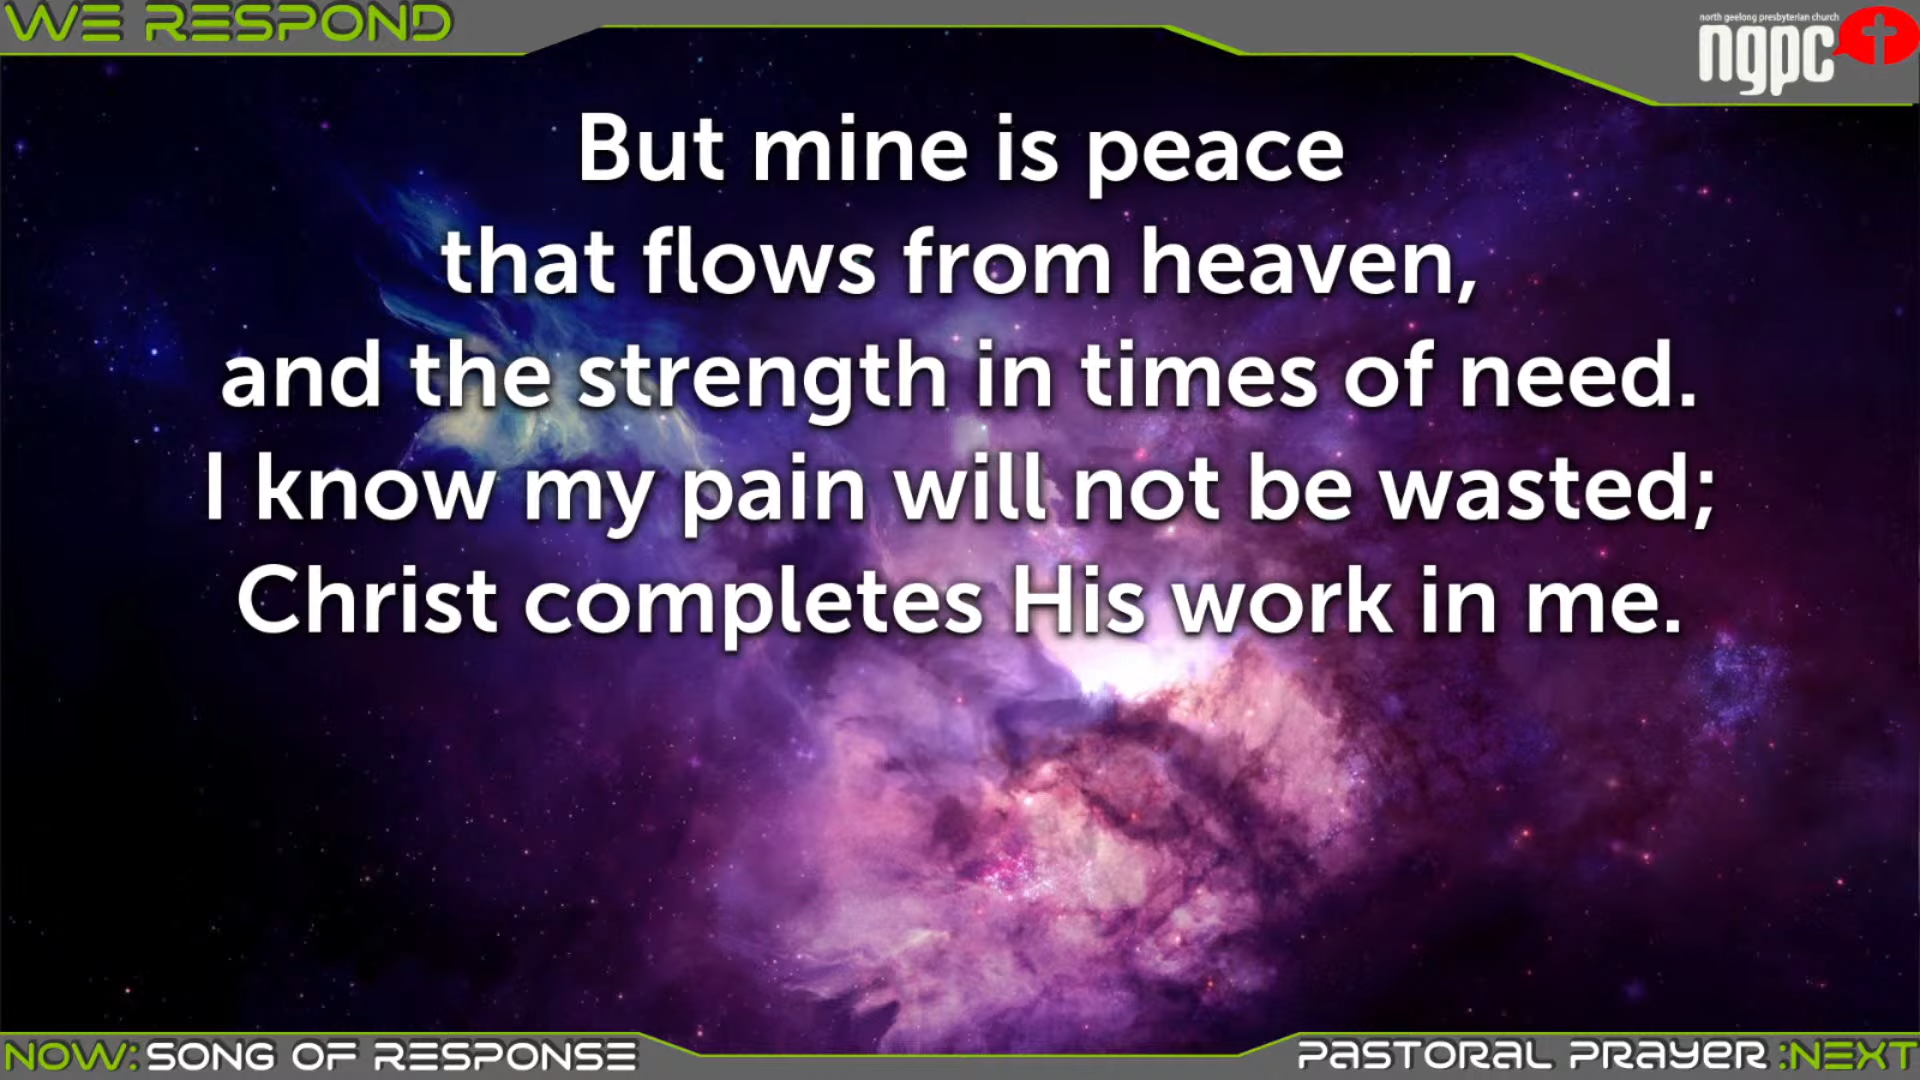 WE RESPOND
north geelong presbyterian church
ngpc
But mine is peace
that flows from heaven,
and the strength in times of need.
I know my pain will not be wasted;
Christ completes His work in me.
NOW: SONG OF RESPONSE
PASTORAL PRAYER :NEXT